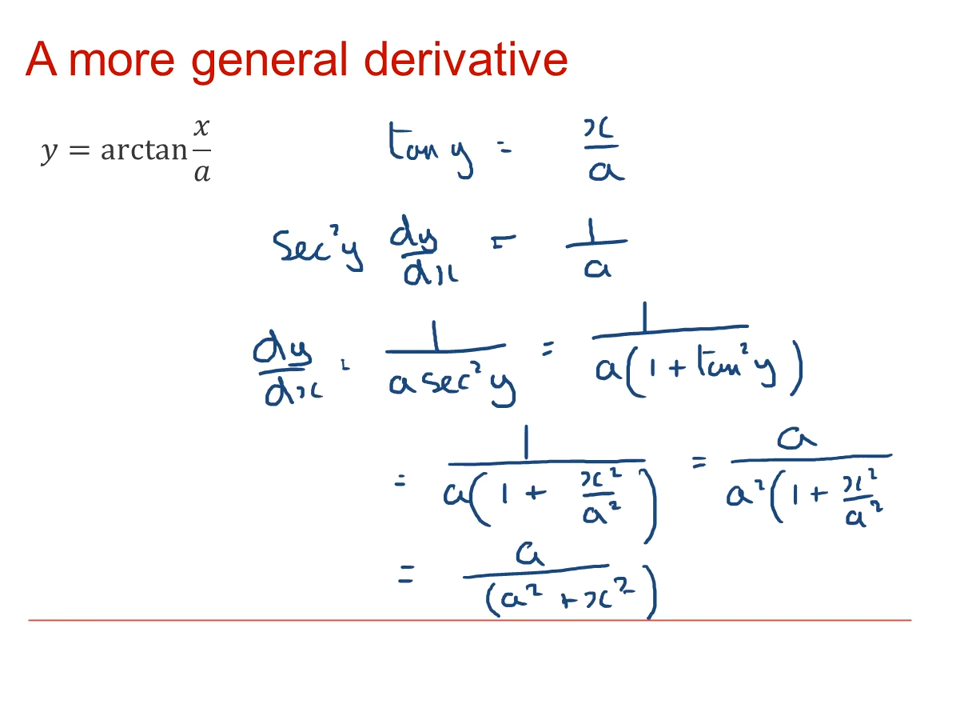 A more general derivative
y = arctan x/a
tan y = x/a
sec²y dy/dx = 1/a
dy/dx = 1/(a sec²y) = 1/(a(1 + tan²y))
= 1/(a(1 + x²/a²)) = a/(a²(1 + x²/a²
= a/(a² + x²)